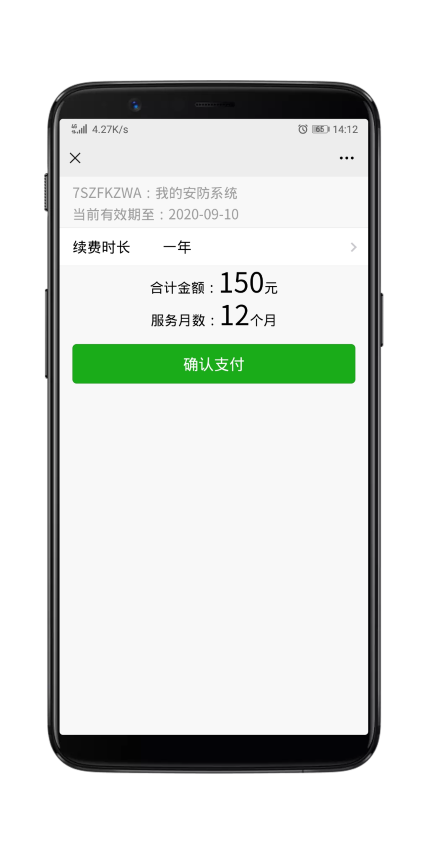 4G 4.27K/s 65 14:12
7SZFKZWA：我的安防系统
当前有效期至：2020-09-10
续费时长 一年
合计金额：150元
服务月数：12个月
确认支付